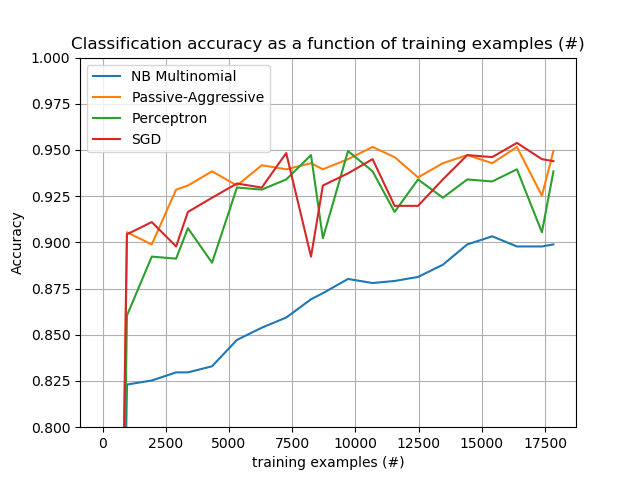 Classification accuracy as a function of training examples (#)
1.000
0.975
0.950
0.925
0.900
0.875
0.850
0.825
0.800
Accuracy
NB Multinomial
Passive-Aggressive
Perceptron
SGD
0 2500 5000 7500 10000 12500 15000 17500
training examples (#)